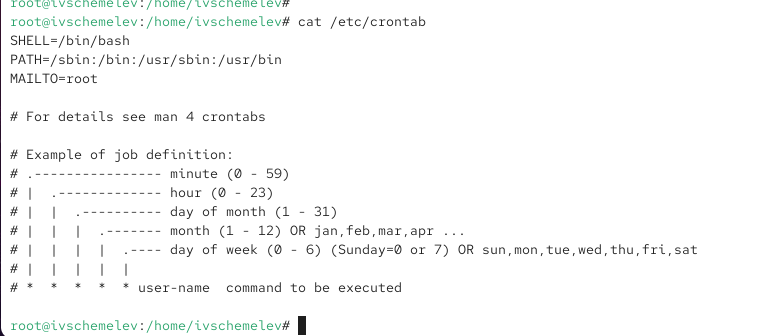 root@ivschemelev:/home/ivschemelev#
root@ivschemelev:/home/ivschemelev# cat /etc/crontab
SHELL=/bin/bash
PATH=/sbin:/bin:/usr/sbin:/usr/bin
MAILTO=root

# For details see man 4 crontabs

# Example of job definition:
# .---------------- minute (0 - 59)
# |  .------------- hour (0 - 23)
# |  |  .---------- day of month (1 - 31)
# |  |  |  .------- month (1 - 12) OR jan,feb,mar,apr ...
# |  |  |  |  .---- day of week (0 - 6) (Sunday=0 or 7) OR sun,mon,tue,wed,thu,fri,sat
# |  |  |  |  |
# *  *  *  *  * user-name  command to be executed

root@ivschemelev:/home/ivschemelev#